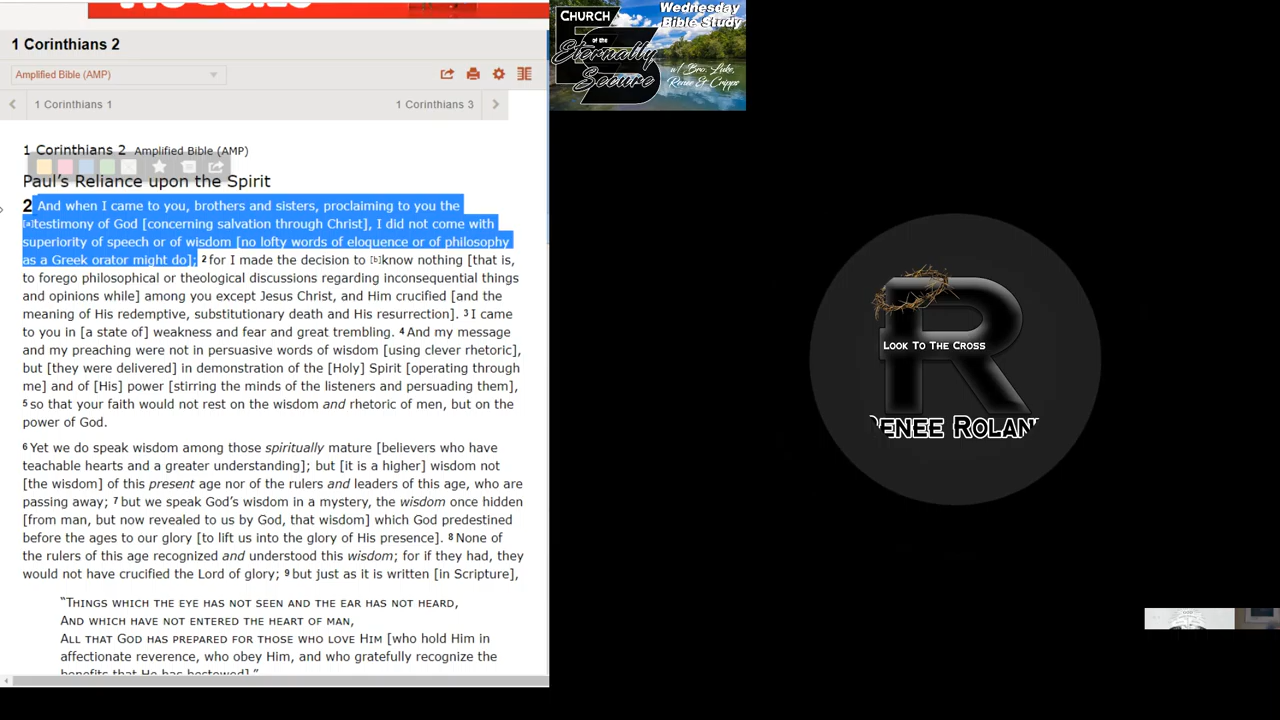 1 Corinthians 2
Amplified Bible (AMP)
1 Corinthians 1
1 Corinthians 3
1 Corinthians 2 Amplified Bible (AMP)
Paul's Reliance upon the Spirit
2 And when I came to you, brothers and sisters, proclaiming to you the
[a]testimony of God [concerning salvation through Christ], I did not come with
superiority of speech or of wisdom [no lofty words of eloquence or of philosophy
as a Greek orator might do]; 2 for I made the decision to [b]know nothing [that is,
to forego philosophical or theological discussions regarding inconsequential things
and opinions while] among you except Jesus Christ, and Him crucified [and the
meaning of His redemptive, substitutionary death and His resurrection]. 3 I came
to you in [a state of] weakness and fear and great trembling. 4 And my message
and my preaching were not in persuasive words of wisdom [using clever rhetoric],
but [they were delivered] in demonstration of the [Holy] Spirit [operating through
me] and of [His] power [stirring the minds of the listeners and persuading them],
5 so that your faith would not rest on the wisdom and rhetoric of men, but on the
power of God.
6 Yet we do speak wisdom among those spiritually mature [believers who have
teachable hearts and a greater understanding]; but [it is a higher] wisdom not
[the wisdom] of this present age nor of the rulers and leaders of this age, who are
passing away; 7 but we speak God's wisdom in a mystery, the wisdom once hidden
[from man, but now revealed to us by God, that wisdom] which God predestined
before the ages to our glory [to lift us into the glory of His presence]. 8 None of
the rulers of this age recognized and understood this wisdom; for if they had, they
would not have crucified the Lord of glory; 9 but just as it is written [in Scripture],
"THINGS WHICH THE EYE HAS NOT SEEN AND THE EAR HAS NOT HEARD,
AND WHICH HAVE NOT ENTERED THE HEART OF MAN,
ALL THAT GOD HAS PREPARED FOR THOSE WHO LOVE HIM [who hold Him in
affectionate reverence, who obey Him, and who gratefully recognize the
benefits that He has bestowed]."
CHURCH
of the
Eternally
Secure
Wednesday
Bible Study
w/ Bro. Luke,
Renee & Cripps
R
LOOK TO THE CROSS
RENEE ROLAN